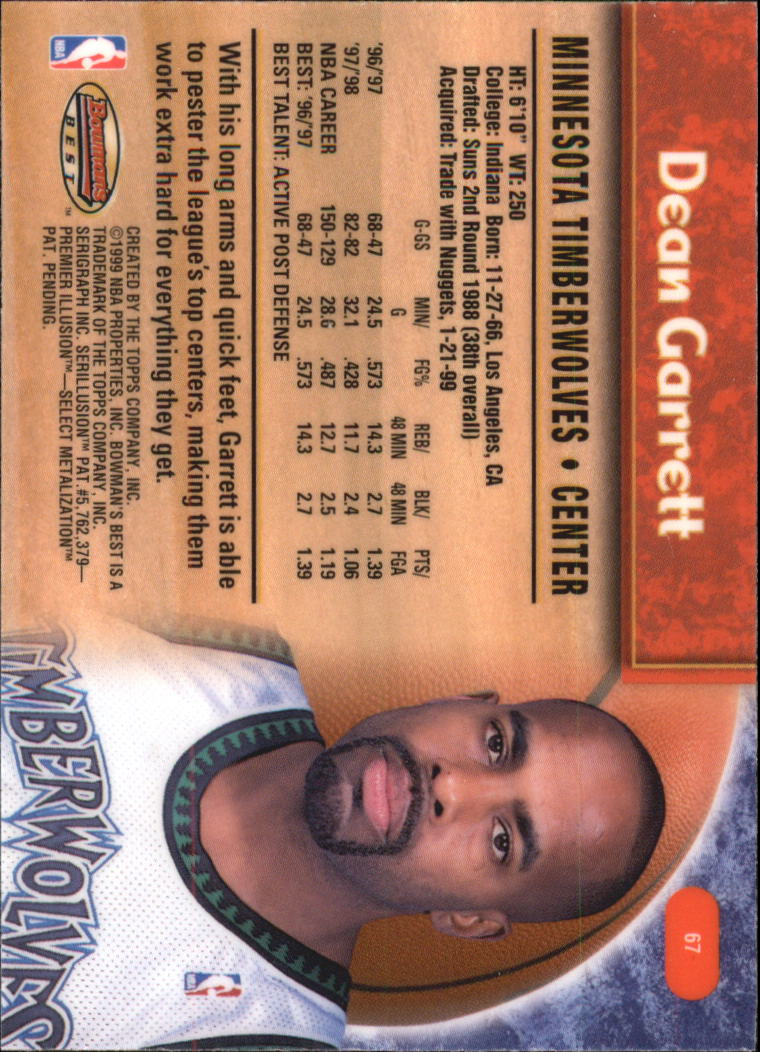 Dean Garrett
67
MINNESOTA TIMBERWOLVES • CENTER
HT: 6'10" WT: 250
College: Indiana Born: 11-27-66, Los Angeles, CA
Drafted: Suns 2nd Round 1988 (38th overall)
Acquired: Trade with Nuggets, 1-21-99
G-GS MIN/G FG% REB/48 MIN BLK/48 MIN PTS/FGA
'96/'97 68-47 24.5 .573 14.3 2.7 1.39
'97/'98 82-82 32.1 .428 11.7 2.4 1.06
NBA CAREER 150-129 28.6 .487 12.7 2.5 1.19
BEST: '96/'97 68-47 24.5 .573 14.3 2.7 1.39
BEST TALENT: ACTIVE POST DEFENSE
With his long arms and quick feet, Garrett is able
to pester the league's top centers, making them
work extra hard for everything they get.
NBA
Bowman's
BEST™
CREATED BY THE TOPPS COMPANY, INC.
©1999 NBA PROPERTIES, INC. BOWMAN'S BEST IS A
TRADEMARK OF THE TOPPS COMPANY, INC.
SERIGRAPH INC. SERILLUSION™ PAT. #5,762,379—
PREMIER ILLUSION™—SELECT METALIZATION™
PAT. PENDING.
TIMBERWOLVES
NBA